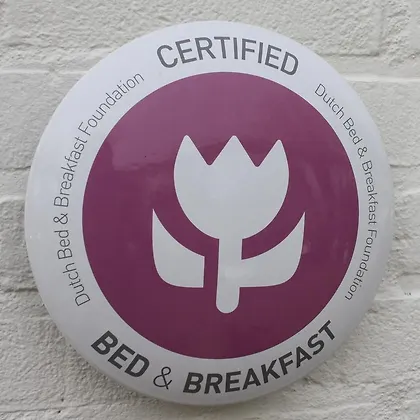 CERTIFIED
Dutch Bed & Breakfast Foundation
Dutch Bed & Breakfast Foundation
BED & BREAKFAST